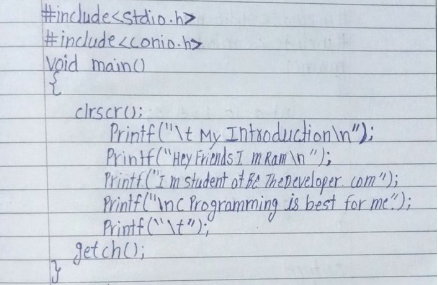 #include<stdio.h>
#include<conio.h>
void main()
{
clrscr();
Printf("\t My Introduction\n");
Printf("Hey Friends I m Ram\n");
Printf("I m student of Be TheDeveloper. com");
Printf("\nC Programming is best for me.");
Printf("\t");
getch();
}